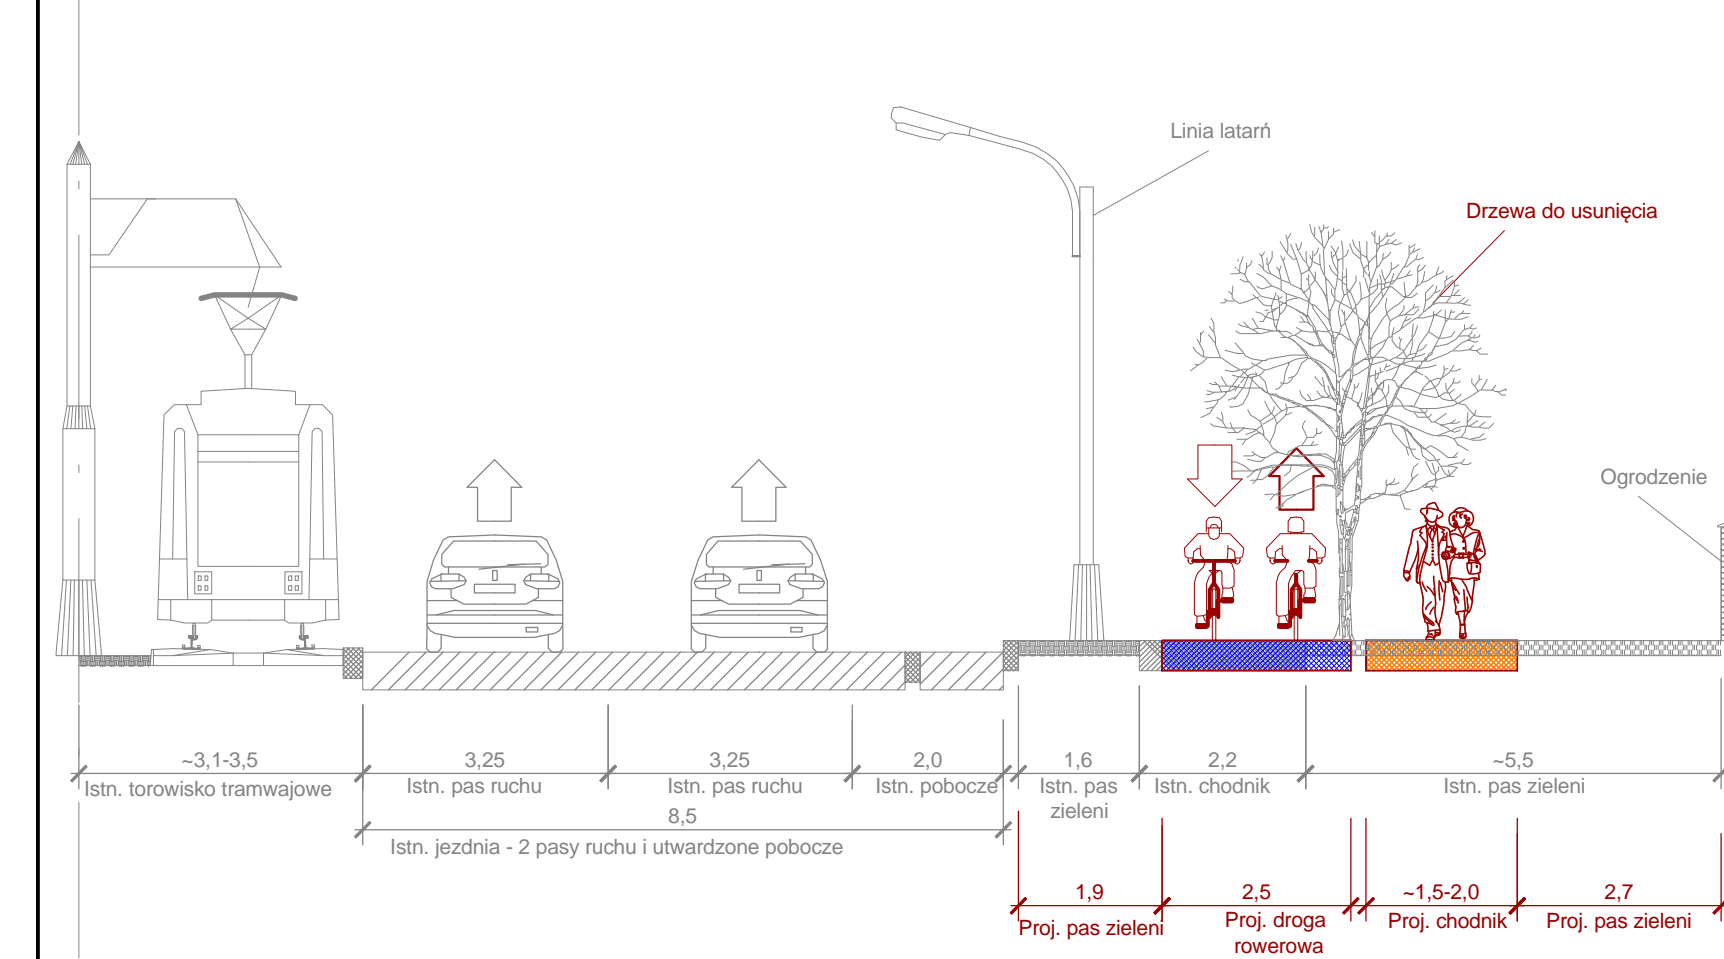 Linia latarń
Drzewa do usunięcia
Ogrodzenie
~3,1-3,5
Istn. torowisko tramwajowe
3,25
Istn. pas ruchu
3,25
Istn. pas ruchu
2,0
Istn. pobocze
1,6
Istn. pas
zieleni
2,2
Istn. chodnik
~5,5
Istn. pas zieleni
8,5
Istn. jezdnia - 2 pasy ruchu i utwardzone pobocze
1,9
Proj. pas zieleni
2,5
Proj. droga
rowerowa
~1,5-2,0
Proj. chodnik
2,7
Proj. pas zieleni